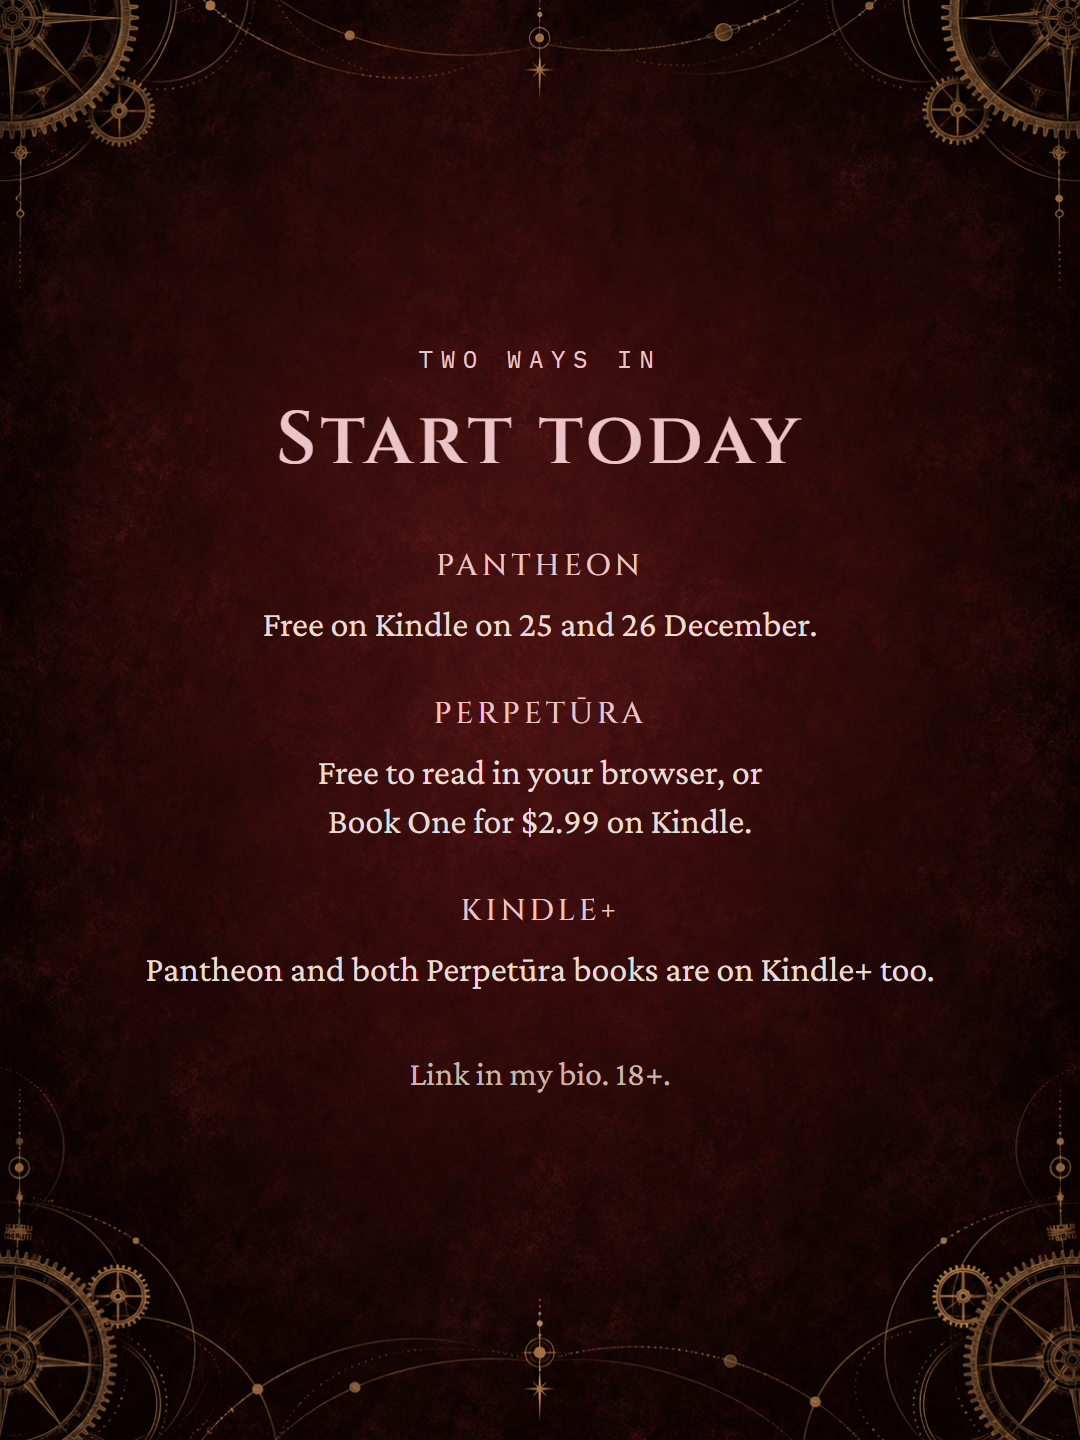 TWO WAYS IN
START TODAY
PANTHEON
Free on Kindle on 25 and 26 December.
PERPETŪRA
Free to read in your browser, or
Book One for $2.99 on Kindle.
KINDLE+
Pantheon and both Perpetūra books are on Kindle+ too.
Link in my bio. 18+.